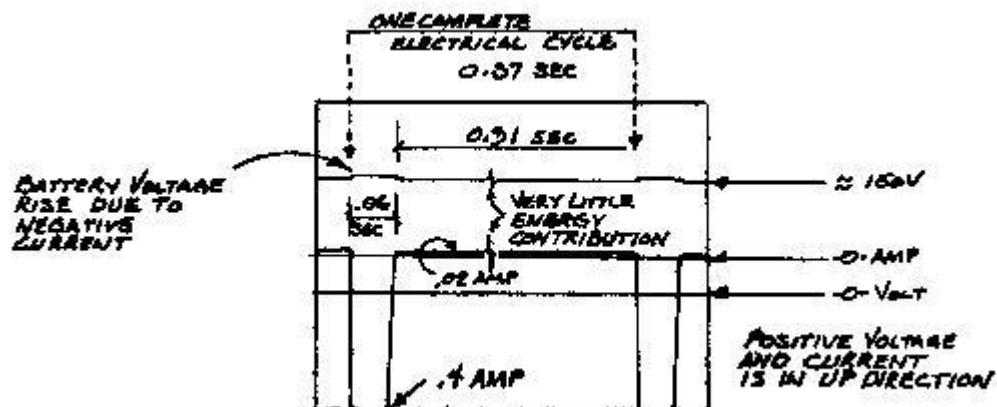 ONE COMPLETE
ELECTRICAL CYCLE
0.37 SEC
0.31 SEC
BATTERY VOLTAGE
RISE DUE TO
NEGATIVE
CURRENT
.06
SEC
VERY LITTLE
ENERGY
CONTRIBUTION
.02 AMP
≈ 150V
-0- AMP
-0- VOLT
.4 AMP
POSITIVE VOLTAGE
AND CURRENT
IS IN UP DIRECTION